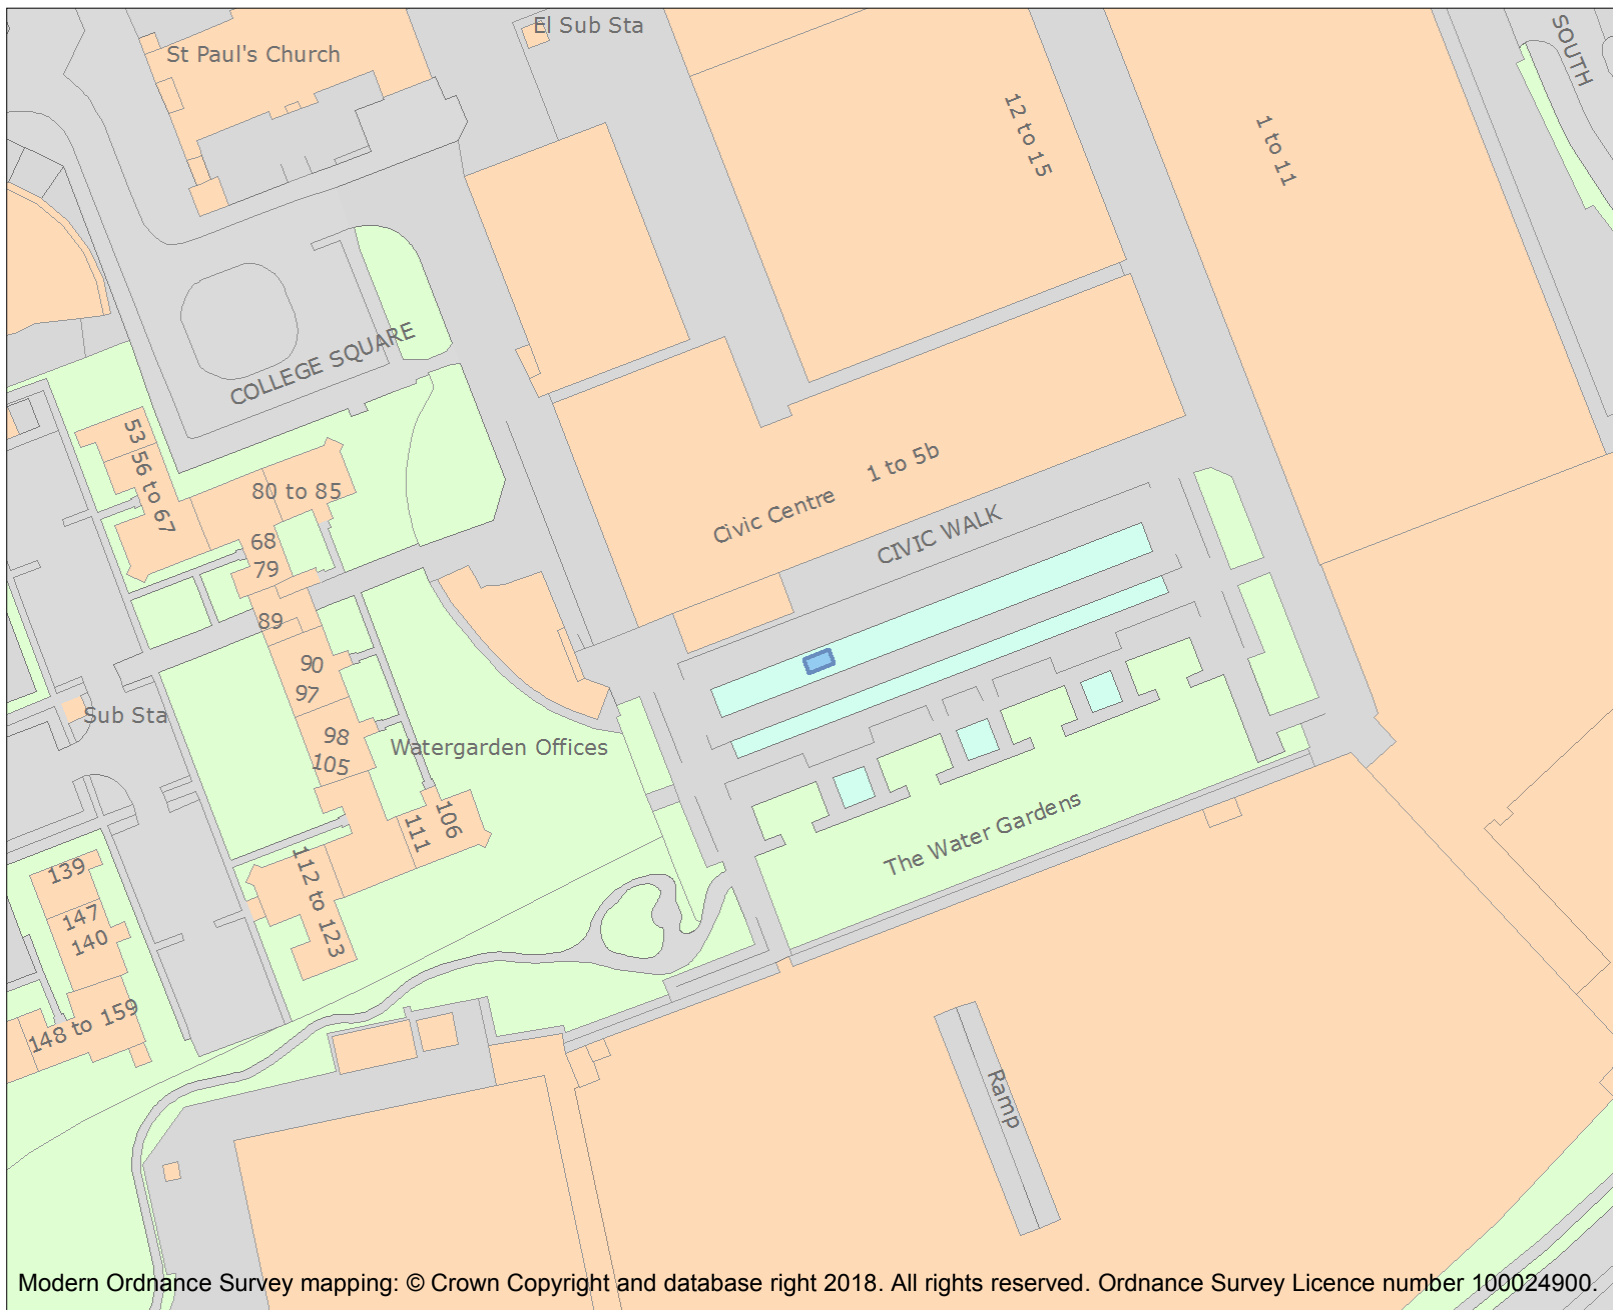 El Sub Sta
St Paul's Church
SOUTH
12 to 15
1 to 11
COLLEGE SQUARE
53
56 to 67
80 to 85
68
79
1 to 5b
Civic Centre
CIVIC WALK
89
90
97
Sub Sta
98
105
Watergarden Offices
106
111
The Water Gardens
112 to 123
139
147
140
148 to 159
Ramp
Modern Ordnance Survey mapping: © Crown Copyright and database right 2018. All rights reserved. Ordnance Survey Licence number 100024900.